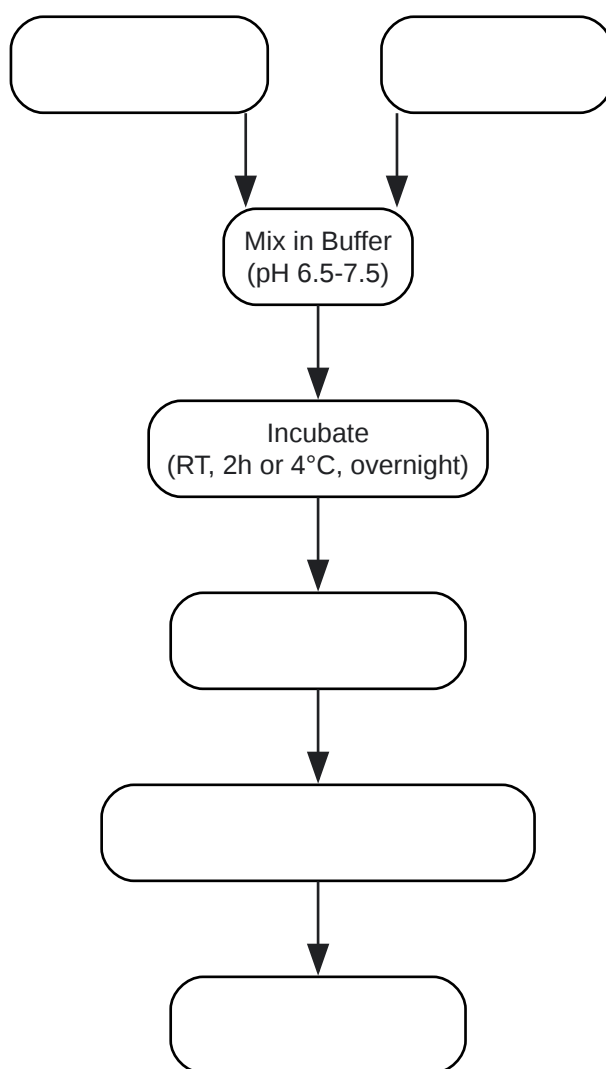 Mix in Buffer
(pH 6.5-7.5)
Incubate
(RT, 2h or 4°C, overnight)